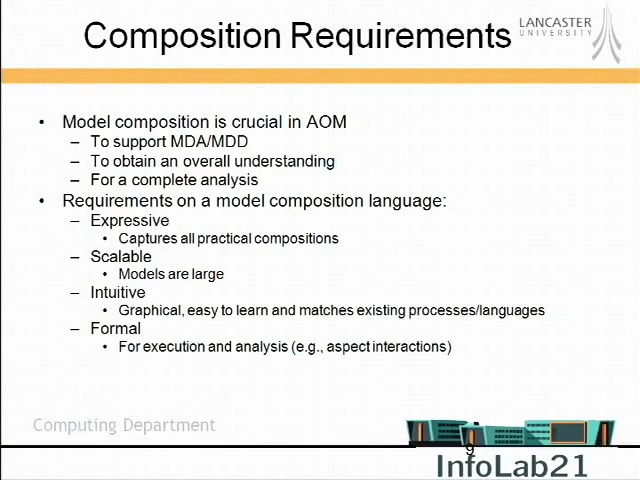 Composition Requirements
LANCASTER
UNIVERSITY
• Model composition is crucial in AOM
– To support MDA/MDD
– To obtain an overall understanding
– For a complete analysis
• Requirements on a model composition language:
– Expressive
• Captures all practical compositions
– Scalable
• Models are large
– Intuitive
• Graphical, easy to learn and matches existing processes/languages
– Formal
• For execution and analysis (e.g., aspect interactions)
Computing Department
9
InfoLab21